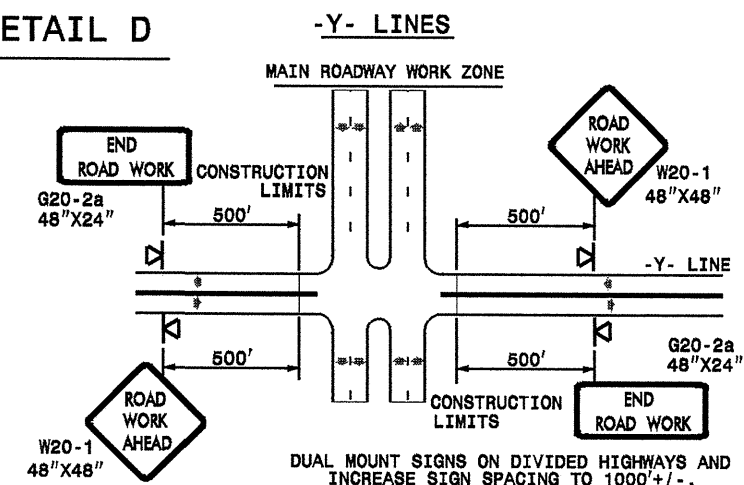 ETAIL D
-Y- LINES
MAIN ROADWAY WORK ZONE
END
ROAD WORK
G20-2a
48"X24"
CONSTRUCTION
LIMITS
500'
500'
ROAD
WORK
AHEAD
W20-1
48"X48"
-Y- LINE
500'
500'
ROAD
WORK
AHEAD
W20-1
48"X48"
CONSTRUCTION
LIMITS
G20-2a
48"X24"
END
ROAD WORK
DUAL MOUNT SIGNS ON DIVIDED HIGHWAYS AND
INCREASE SIGN SPACING TO 1000'+/-.